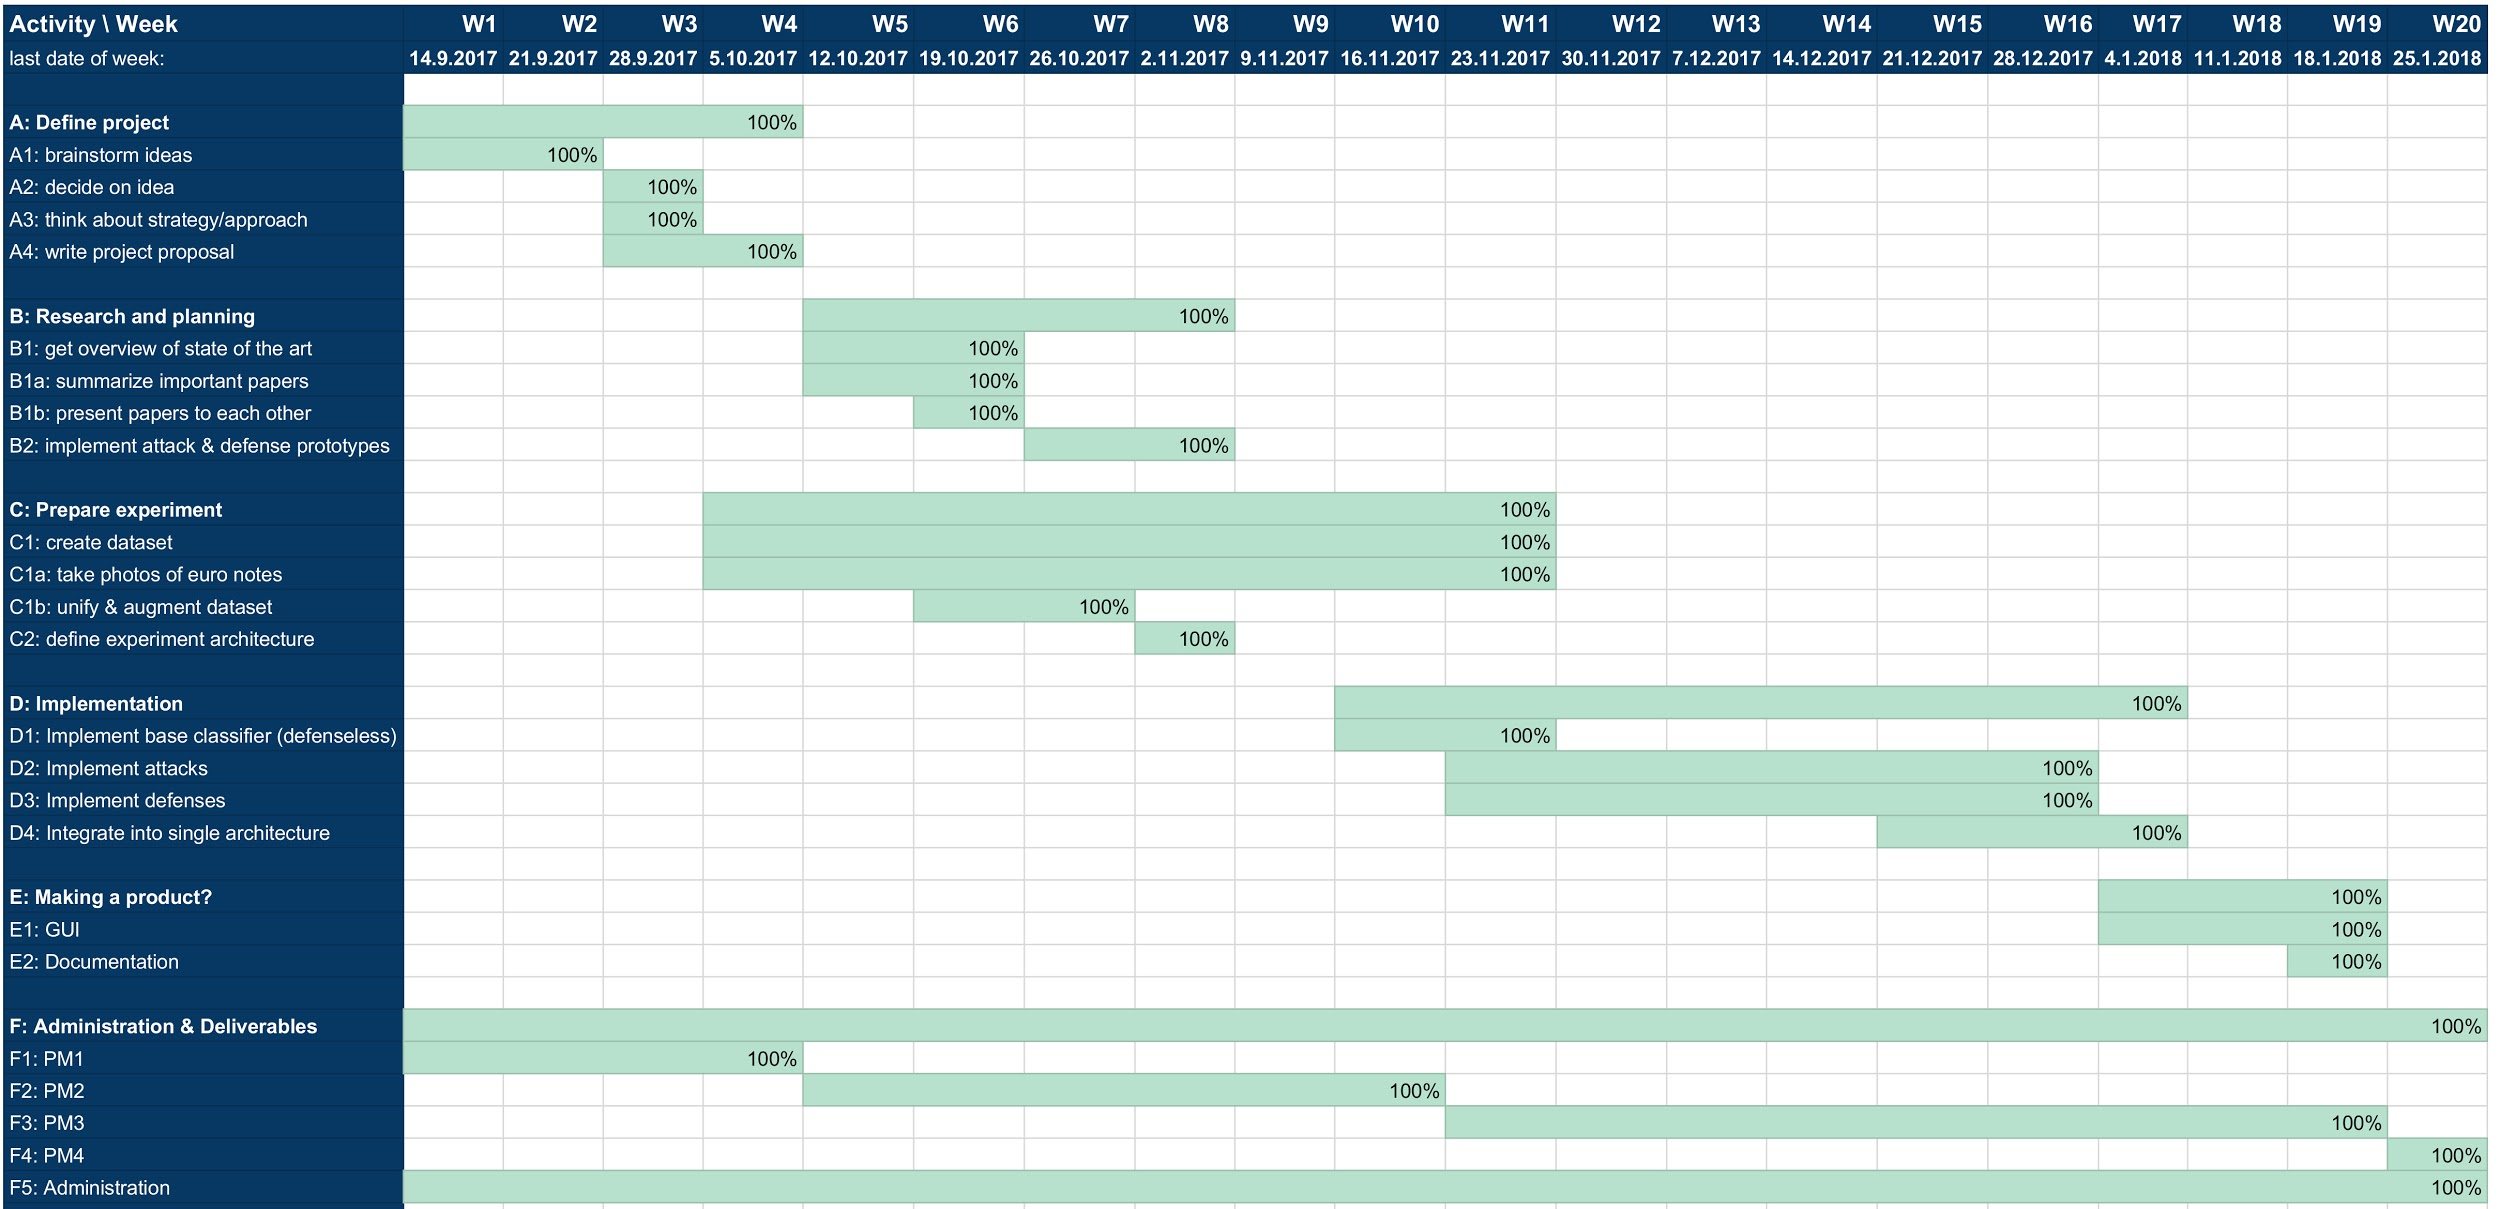 Activity \ Week W1 W2 W3 W4 W5 W6 W7 W8 W9 W10 W11 W12 W13 W14 W15 W16 W17 W18 W19 W20
last date of week: 14.9.2017 21.9.2017 28.9.2017 5.10.2017 12.10.2017 19.10.2017 26.10.2017 2.11.2017 9.11.2017 16.11.2017 23.11.2017 30.11.2017 7.12.2017 14.12.2017 21.12.2017 28.12.2017 4.1.2018 11.1.2018 18.1.2018 25.1.2018
A: Define project 100%
A1: brainstorm ideas 100%
A2: decide on idea 100%
A3: think about strategy/approach 100%
A4: write project proposal 100%
B: Research and planning 100%
B1: get overview of state of the art 100%
B1a: summarize important papers 100%
B1b: present papers to each other 100%
B2: implement attack & defense prototypes 100%
C: Prepare experiment 100%
C1: create dataset 100%
C1a: take photos of euro notes 100%
C1b: unify & augment dataset 100%
C2: define experiment architecture 100%
D: Implementation 100%
D1: Implement base classifier (defenseless) 100%
D2: Implement attacks 100%
D3: Implement defenses 100%
D4: Integrate into single architecture 100%
E: Making a product? 100%
E1: GUI 100%
E2: Documentation 100%
F: Administration & Deliverables 100%
F1: PM1 100%
F2: PM2 100%
F3: PM3 100%
F4: PM4 100%
F5: Administration 100%